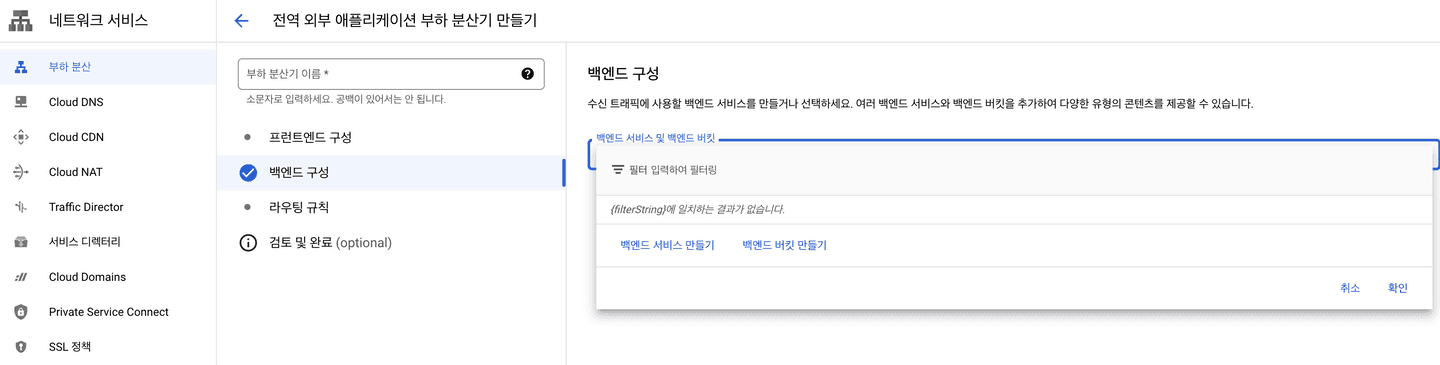 네트워크 서비스
전역 외부 애플리케이션 부하 분산기 만들기
부하 분산
Cloud DNS
Cloud CDN
Cloud NAT
Traffic Director
서비스 디렉터리
Cloud Domains
Private Service Connect
SSL 정책
부하 분산기 이름 *
소문자로 입력하세요. 공백이 있어서는 안 됩니다.
프런트엔드 구성
백엔드 구성
라우팅 규칙
검토 및 완료 (optional)
백엔드 구성
수신 트래픽에 사용할 백엔드 서비스를 만들거나 선택하세요. 여러 백엔드 서비스와 백엔드 버킷을 추가하여 다양한 유형의 콘텐츠를 제공할 수 있습니다.
백엔드 서비스 및 백엔드 버킷
필터 입력하여 필터링
{filterString}에 일치하는 결과가 없습니다.
백엔드 서비스 만들기 백엔드 버킷 만들기
취소 확인